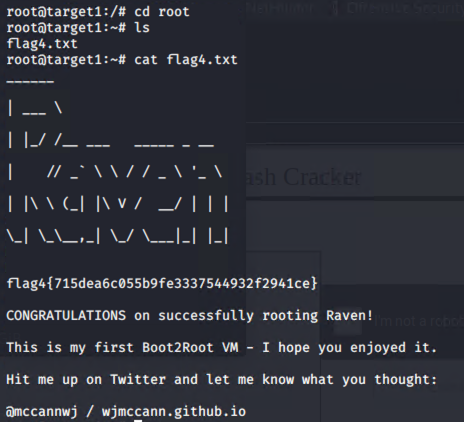 root@target1:/# cd root
root@target1:~# ls
flag4.txt
root@target1:~# cat flag4.txt
______
| ___ \
| |_/ /__ ___   _____ _ __
|    // _` \ \ / / _ \ '_ \
| |\ \ (_| |\ V /  __/ | | |
\_| \_\__,_| \_/ \___|_| |_|
flag4{715dea6c055b9fe3337544932f2941ce}
CONGRATULATIONS on successfully rooting Raven!
This is my first Boot2Root VM - I hope you enjoyed it.
Hit me up on Twitter and let me know what you thought:
@mccannwj / wjmccann.github.io
Offensive Securit
ash Cracker
I'm not a robot